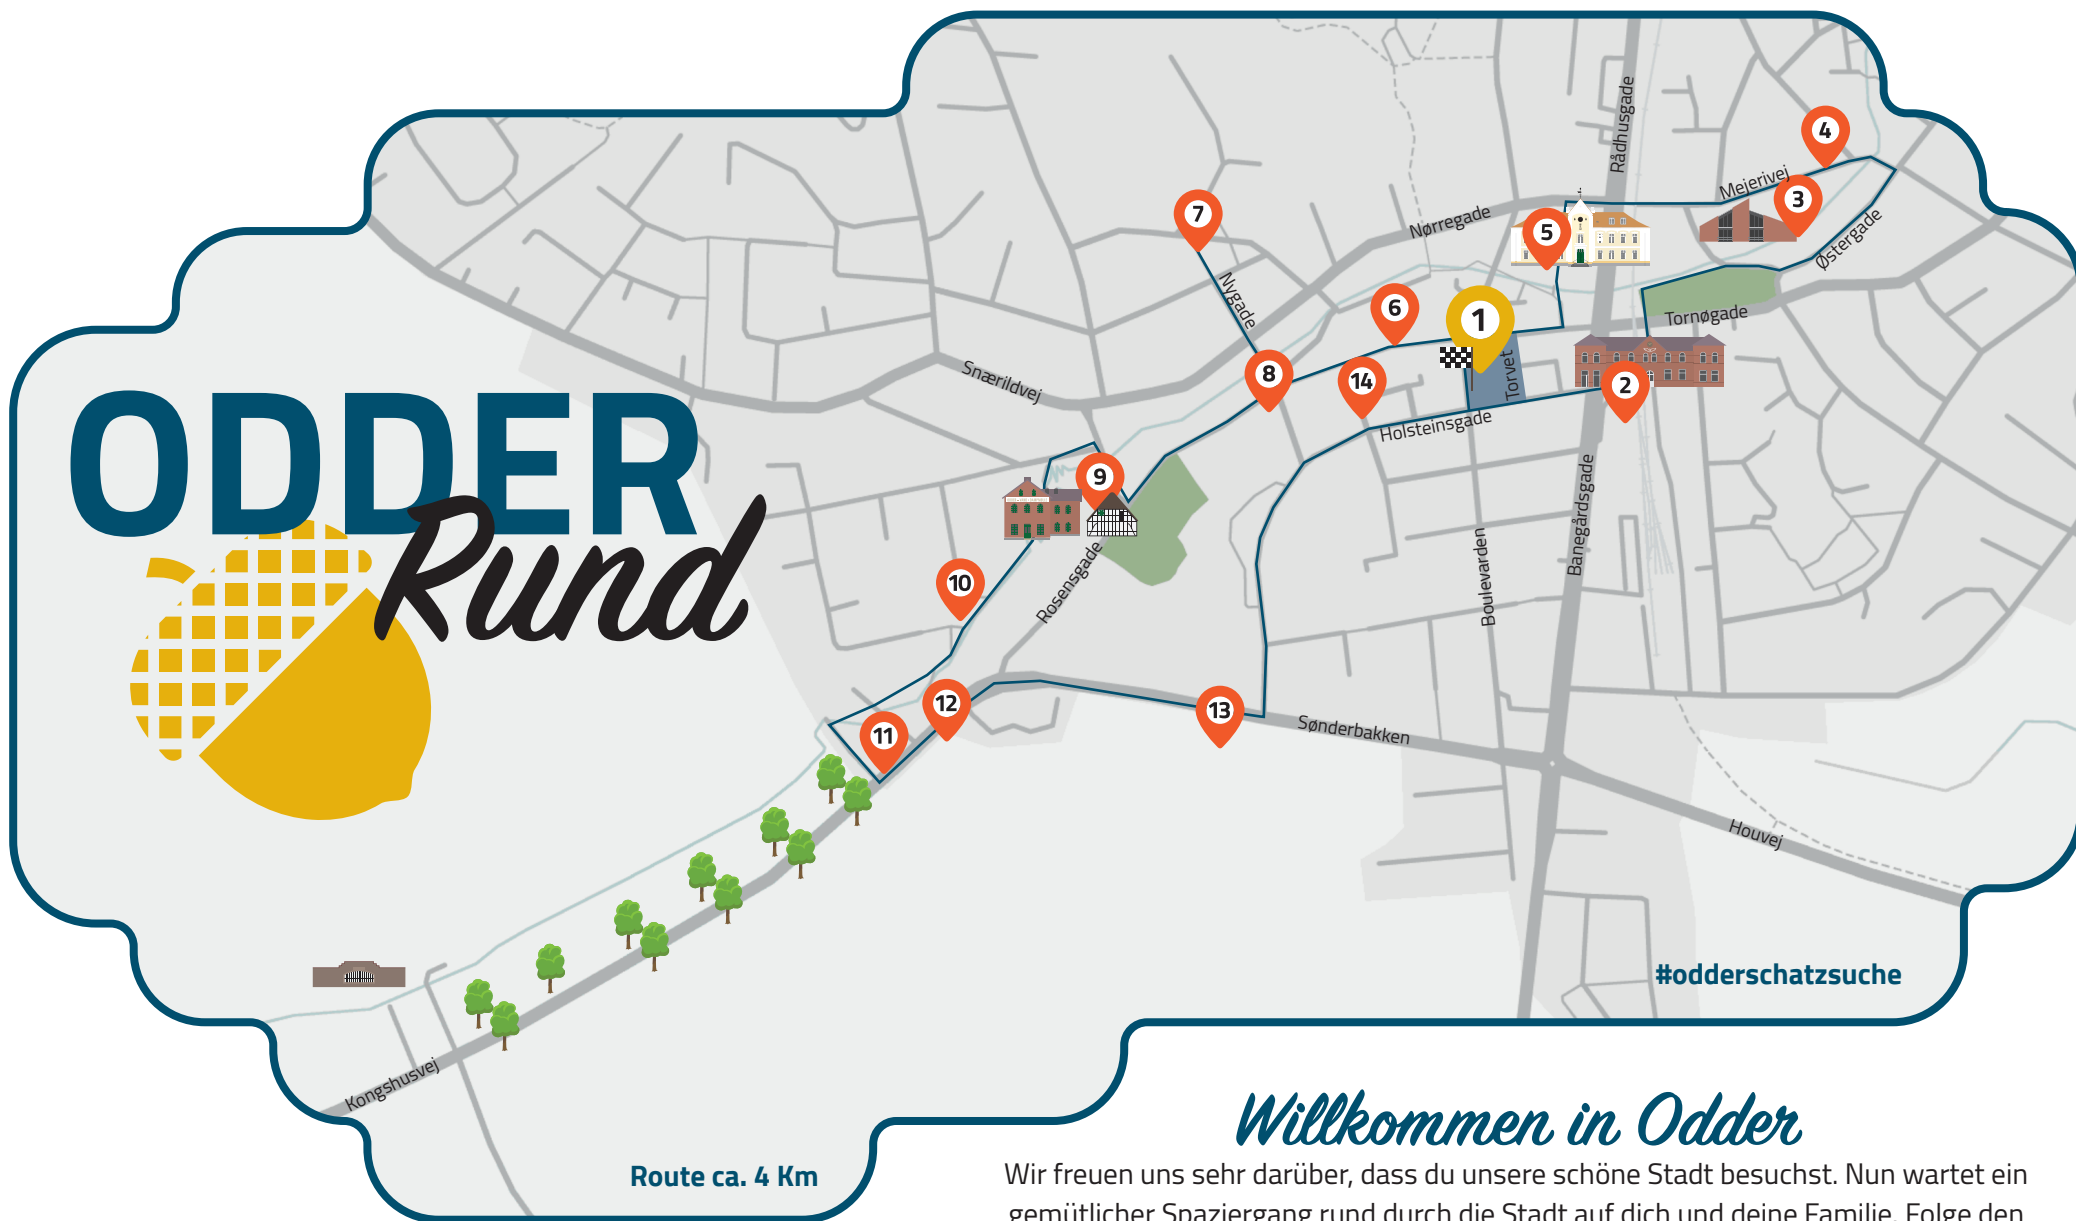 ODDER
Rund
Rådhusgade
4
Mejerivej
3
7
Nørregade
5
Østergade
Nygade
6
1
Tornøgade
Torvet
8
14
2
Snærildvej
Holsteinsgade
9
Banegårdsgade
Boulevarden
Rosensgade
10
12
11
13
Sønderbakken
Houvej
#odderschatzsuche
Kongshusvej
Route ca. 4 Km
Willkommen in Odder
Wir freuen uns sehr darüber, dass du unsere schöne Stadt besuchst. Nun wartet ein
gemütlicher Spaziergang rund durch die Stadt auf dich und deine Familie. Folge den